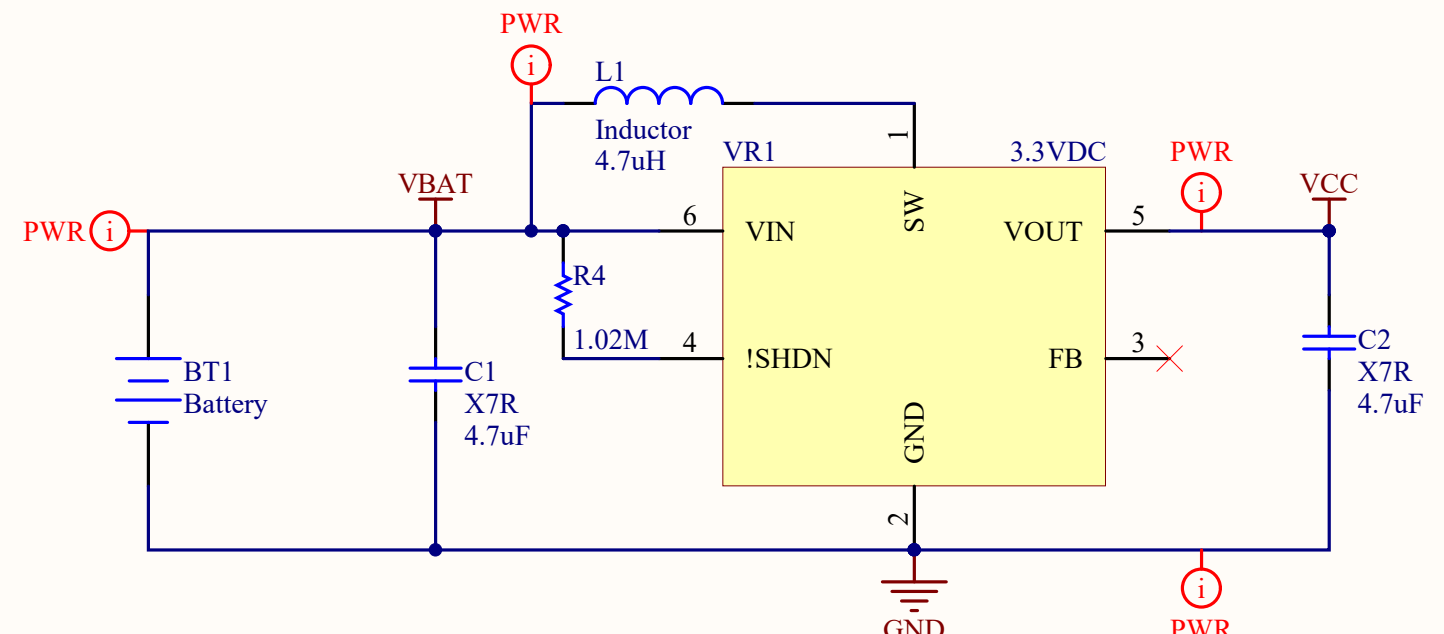 PWR
i
L1
Inductor
4.7uH
VR1
3.3VDC
PWR
i
VBAT
VCC
PWR
i
1
6
VIN
SW
VOUT
5
R4
1.02M
4
!SHDN
FB
3
BT1
Battery
C1
X7R
4.7uF
C2
X7R
4.7uF
GND
2
GND
i
PWR